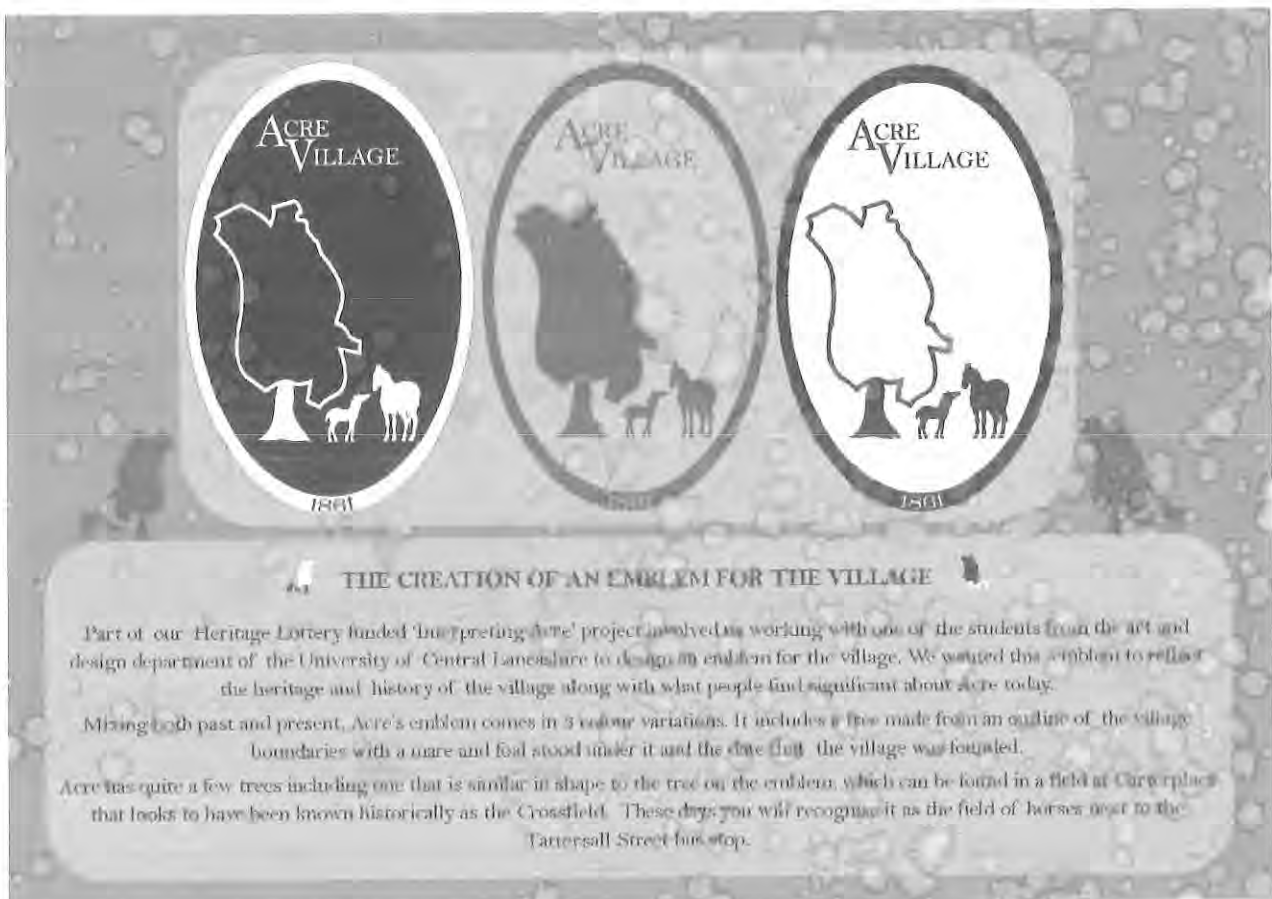 ACRE
VILLAGE
1861
ACRE
VILLAGE
ACRE
VILLAGE
1861
THE CREATION OF AN EMBLEM FOR THE VILLAGE
Part of our Heritage Lottery funded 'Interpreting Acre' project involved us working with one of the students from the art and
design department of the University of Central Lancashire to design an emblem for the village. We wanted this emblem to reflect
the heritage and history of the village along with what people find significant about Acre today.
Mixing both past and present, Acre's emblem comes in 3 colour variations. It includes a tree made from an outline of the village
boundaries with a mare and foal stood under it and the date that the village was founded.
Acre has quite a few trees including one that is similar in shape to the tree on the emblem, which can be found in a field at Carterplace
that looks to have been known historically as the Crossfield. These days you will recognise it as the field of horses next to the
Tattersall Street bus stop.